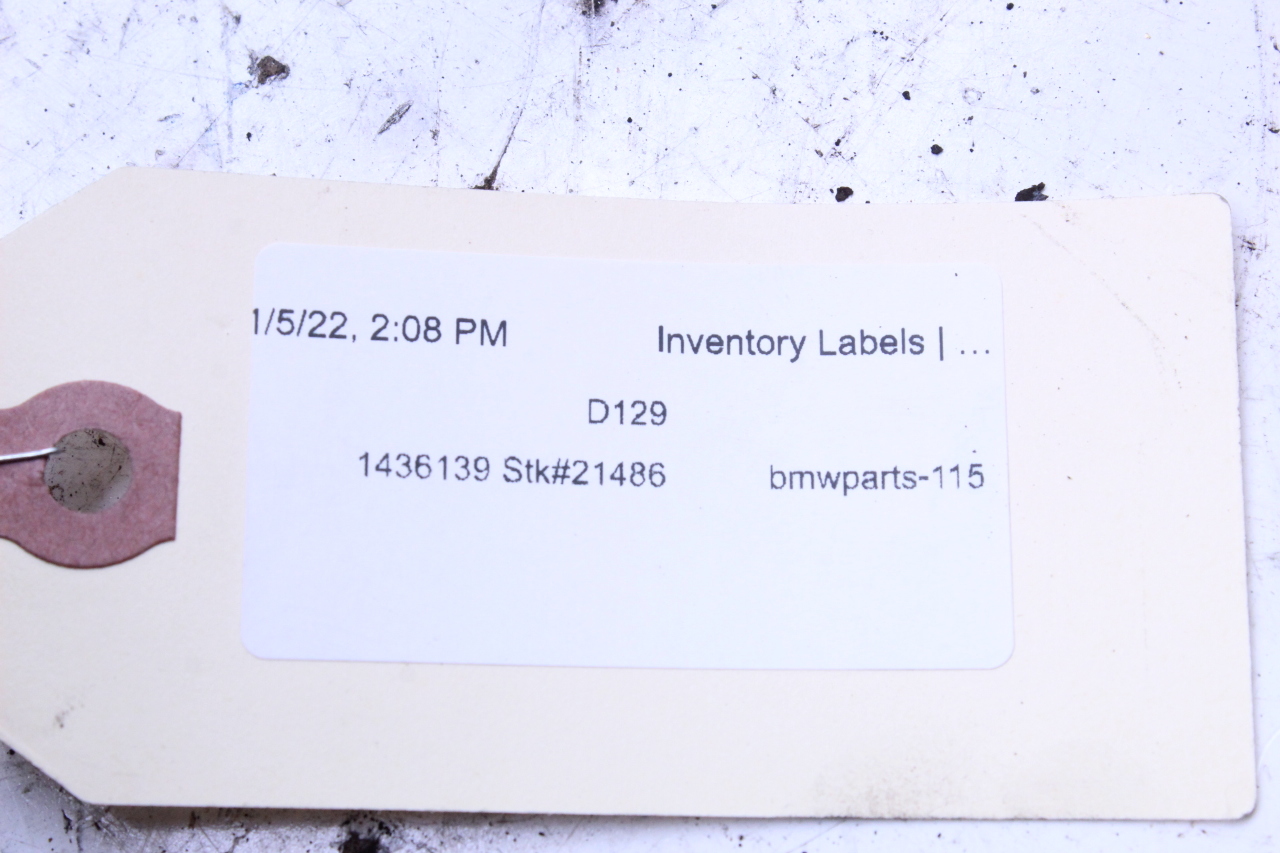 1/5/22, 2:08 PM Inventory Labels | ...
D129
1436139 Stk#21486 bmwparts-115